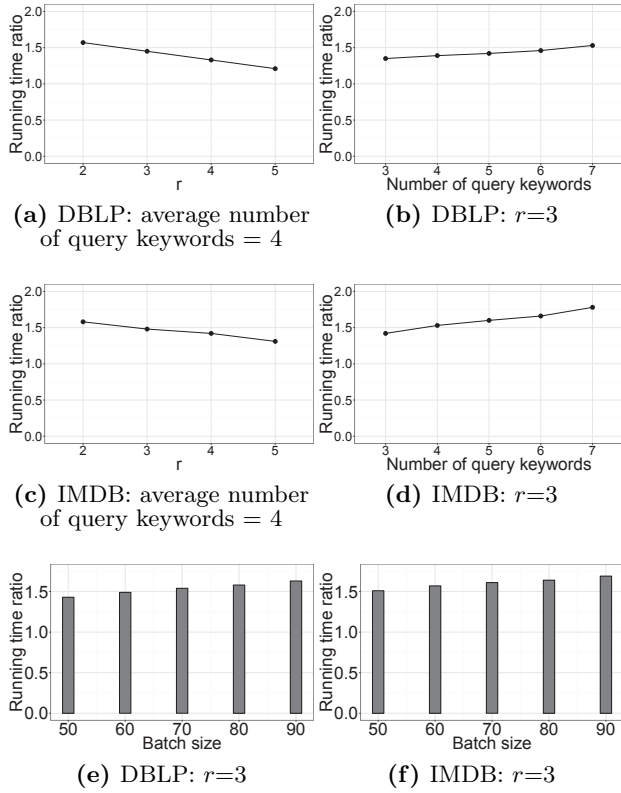 2.0
1.5
1.0
0.5
0.0
Running time ratio
2 3 4 5
r
(a) DBLP: average number
of query keywords = 4
2.0
1.5
1.0
0.5
0.0
Running time ratio
3 4 5 6 7
Number of query keywords
(b) DBLP: r=3
2.0
1.5
1.0
0.5
0.0
Running time ratio
2 3 4 5
r
(c) IMDB: average number
of query keywords = 4
2.0
1.5
1.0
0.5
0.0
Running time ratio
3 4 5 6 7
Number of query keywords
(d) IMDB: r=3
1.5
1.0
0.5
0.0
Running time ratio
50 60 70 80 90
Batch size
(e) DBLP: r=3
1.5
1.0
0.5
0.0
Running time ratio
50 60 70 80 90
Batch size
(f) IMDB: r=3